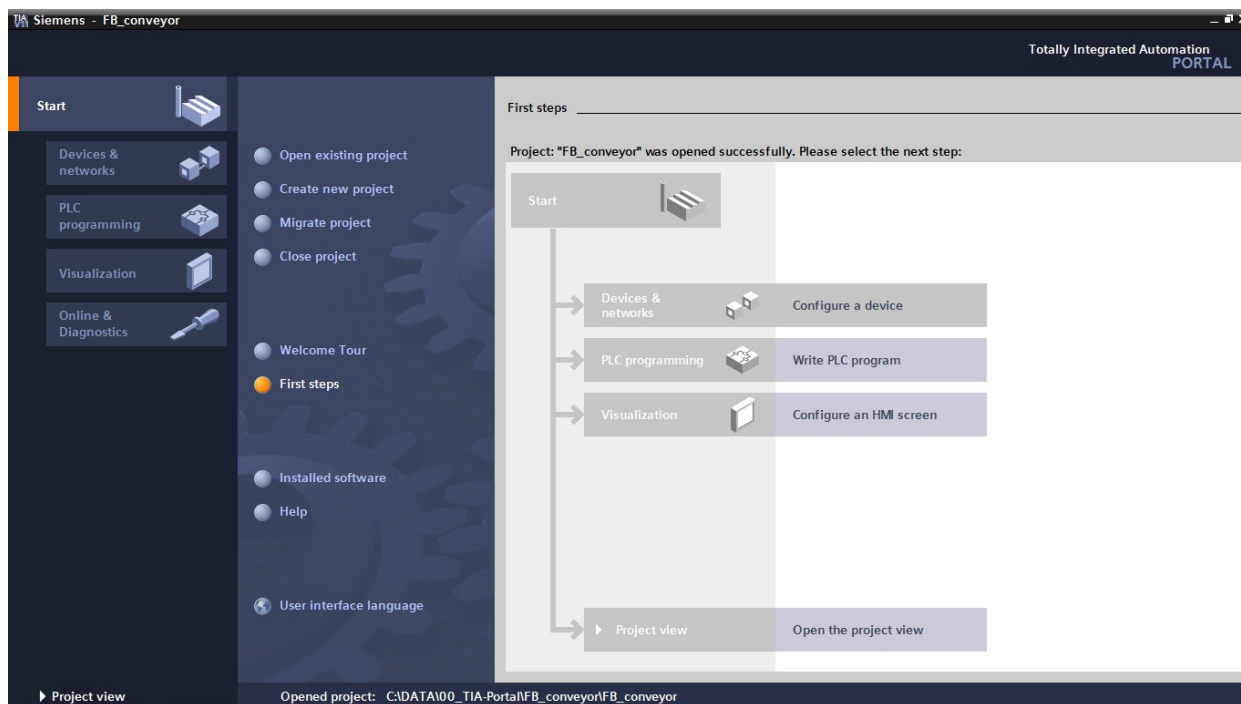 Siemens - FB_conveyor
Totally Integrated Automation
PORTAL
Start
Devices &
networks
PLC
programming
Visualization
Online &
Diagnostics
Open existing project
Create new project
Migrate project
Close project
Welcome Tour
First steps
Installed software
Help
User interface language
First steps
Project: "FB_conveyor" was opened successfully. Please select the next step:
Start
Devices &
networks
Configure a device
PLC programming
Write PLC program
Visualization
Configure an HMI screen
Project view
Open the project view
Project view
Opened project: C:\DATA\00_TIA-Portal\FB_conveyor\FB_conveyor